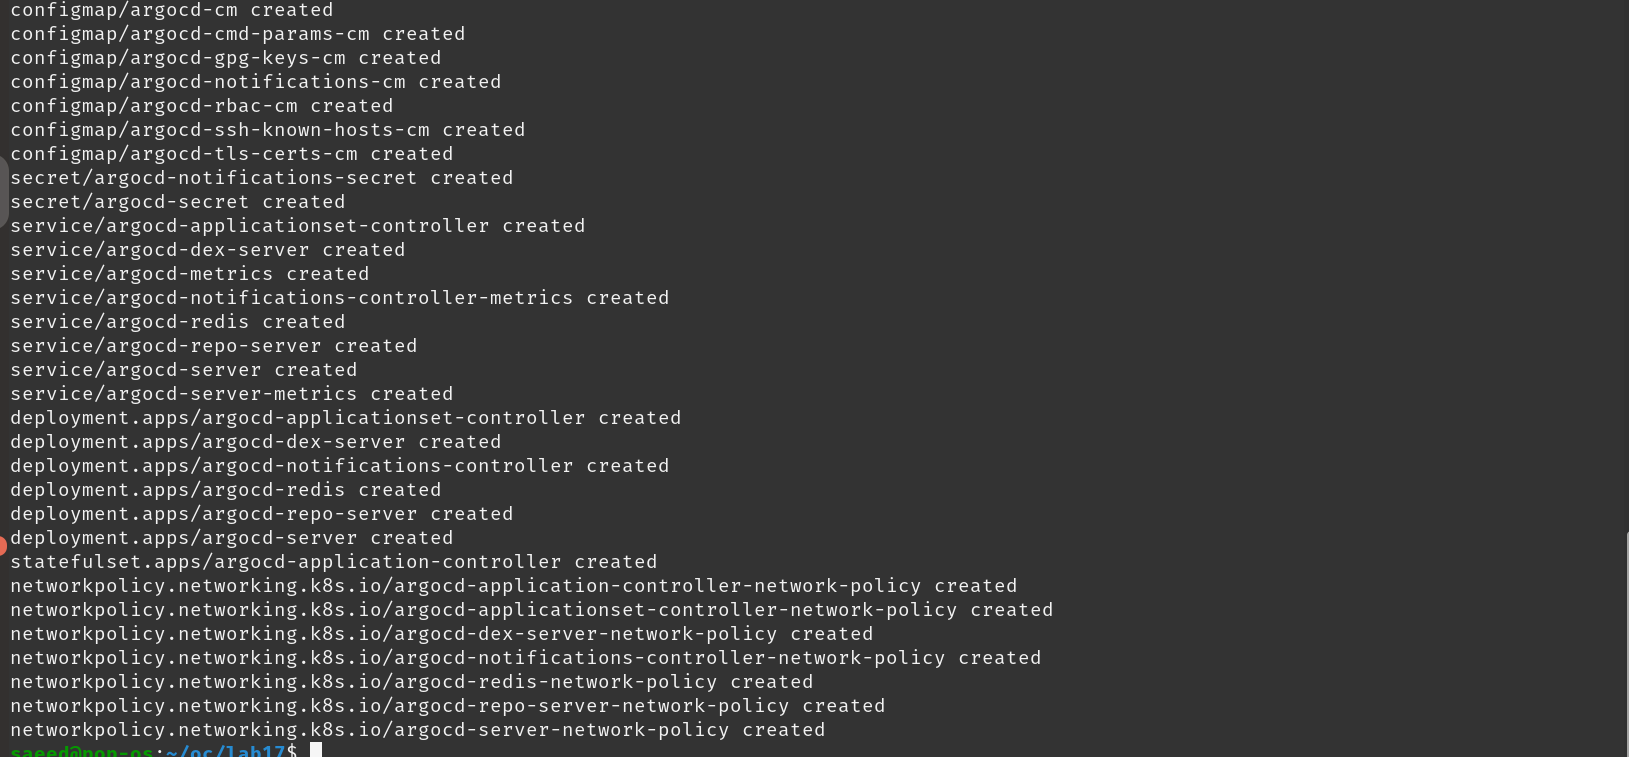 configmap/argocd-cm created
configmap/argocd-cmd-params-cm created
configmap/argocd-gpg-keys-cm created
configmap/argocd-notifications-cm created
configmap/argocd-rbac-cm created
configmap/argocd-ssh-known-hosts-cm created
configmap/argocd-tls-certs-cm created
secret/argocd-notifications-secret created
secret/argocd-secret created
service/argocd-applicationset-controller created
service/argocd-dex-server created
service/argocd-metrics created
service/argocd-notifications-controller-metrics created
service/argocd-redis created
service/argocd-repo-server created
service/argocd-server created
service/argocd-server-metrics created
deployment.apps/argocd-applicationset-controller created
deployment.apps/argocd-dex-server created
deployment.apps/argocd-notifications-controller created
deployment.apps/argocd-redis created
deployment.apps/argocd-repo-server created
deployment.apps/argocd-server created
statefulset.apps/argocd-application-controller created
networkpolicy.networking.k8s.io/argocd-application-controller-network-policy created
networkpolicy.networking.k8s.io/argocd-applicationset-controller-network-policy created
networkpolicy.networking.k8s.io/argocd-dex-server-network-policy created
networkpolicy.networking.k8s.io/argocd-notifications-controller-network-policy created
networkpolicy.networking.k8s.io/argocd-redis-network-policy created
networkpolicy.networking.k8s.io/argocd-repo-server-network-policy created
networkpolicy.networking.k8s.io/argocd-server-network-policy created
saeed@pop-os:~/oc/lab17$